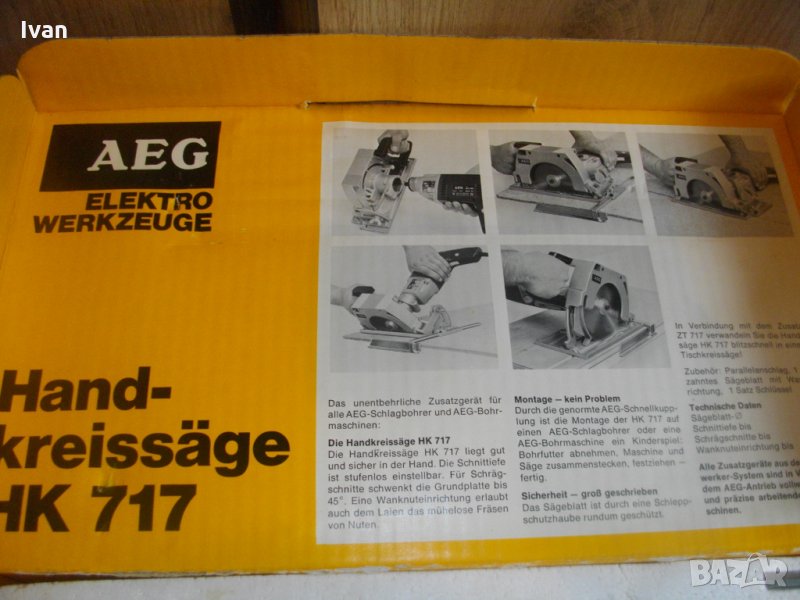 Ivan
AEG
ELEKTRO
WERKZEUGE
Hand-
kreissäge
HK 717
Das unentbehrliche Zusatzgerät für
alle AEG-Schlagbohrer und AEG-Bohr-
maschinen:
Die Handkreissäge HK 717
Die Handkreissäge HK 717 liegt gut
und sicher in der Hand. Die Schnittiefe
ist stufenlos einstellbar. Für Schräg-
schnitte schwenkt die Grundplatte bis
45°. Eine Wanknuteinrichtung erlaubt
auch dem Laien das mühelose Fräsen
von Nuten.
Montage – kein Problem
Durch die genormte AEG-Schnellkupp-
lung ist die Montage der HK 717 auf
einen AEG-Schlagbohrer oder eine
AEG-Bohrmaschine ein Kinderspiel:
Bohrfutter abnehmen, Maschine und
Säge zusammenstecken, festziehen –
fertig.
Sicherheit – groß geschrieben
Das Sägeblatt ist durch eine Schlepp-
schutzhaube rundum geschützt.
In Verbindung mit dem Zusatz
ZT 717 verwandeln Sie die Hand
säge HK 717 blitzschnell in eine
Tischkreissäge!
Zubehör: Parallelanschlag, 1
zahntes Sägeblatt mit Wa
richtung, 1 Satz Schlüssel.
Technische Daten
Sägeblatt-∅
Schnittiefe bis
Schrägschnitte bis
Wanknuteinrichtung bis
Alle Zusatzgeräte aus de
werker-System sind in V
dem AEG-Antrieb vollw
und präzise arbeitende
schinen.
BAZAR